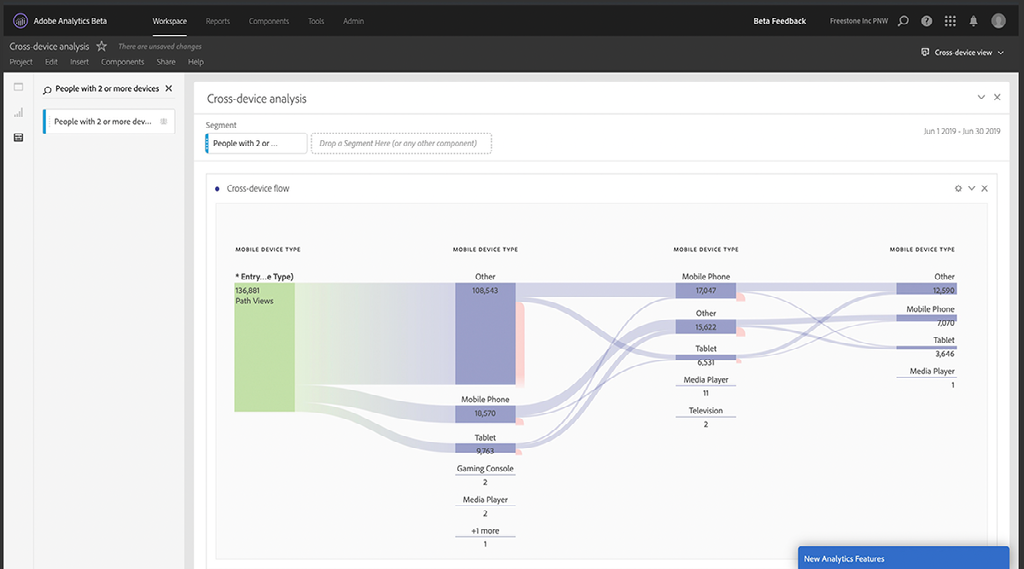 Adobe Analytics Beta
Workspace Reports Components Tools Admin
Beta Feedback Freestone Inc PNW
Cross-device analysis There are unsaved changes
Project Edit Insert Components Share Help
Cross-device view
People with 2 or more devices
People with 2 or more dev...
Cross-device analysis
Segment
People with 2 or ...
Drop a Segment Here (or any other component)
Jun 1 2019 - Jun 30 2019
Cross-device flow
MOBILE DEVICE TYPE MOBILE DEVICE TYPE MOBILE DEVICE TYPE MOBILE DEVICE TYPE
* Entry...e Type)
136,881
Path Views
Other
108,543
Mobile Phone
18,570
Tablet
9,763
Gaming Console
2
Media Player
2
+1 more
1
Mobile Phone
17,047
Other
15,622
Tablet
6,531
Media Player
11
Television
2
Other
12,590
Mobile Phone
7,070
Tablet
3,646
Media Player
1
New Analytics Features